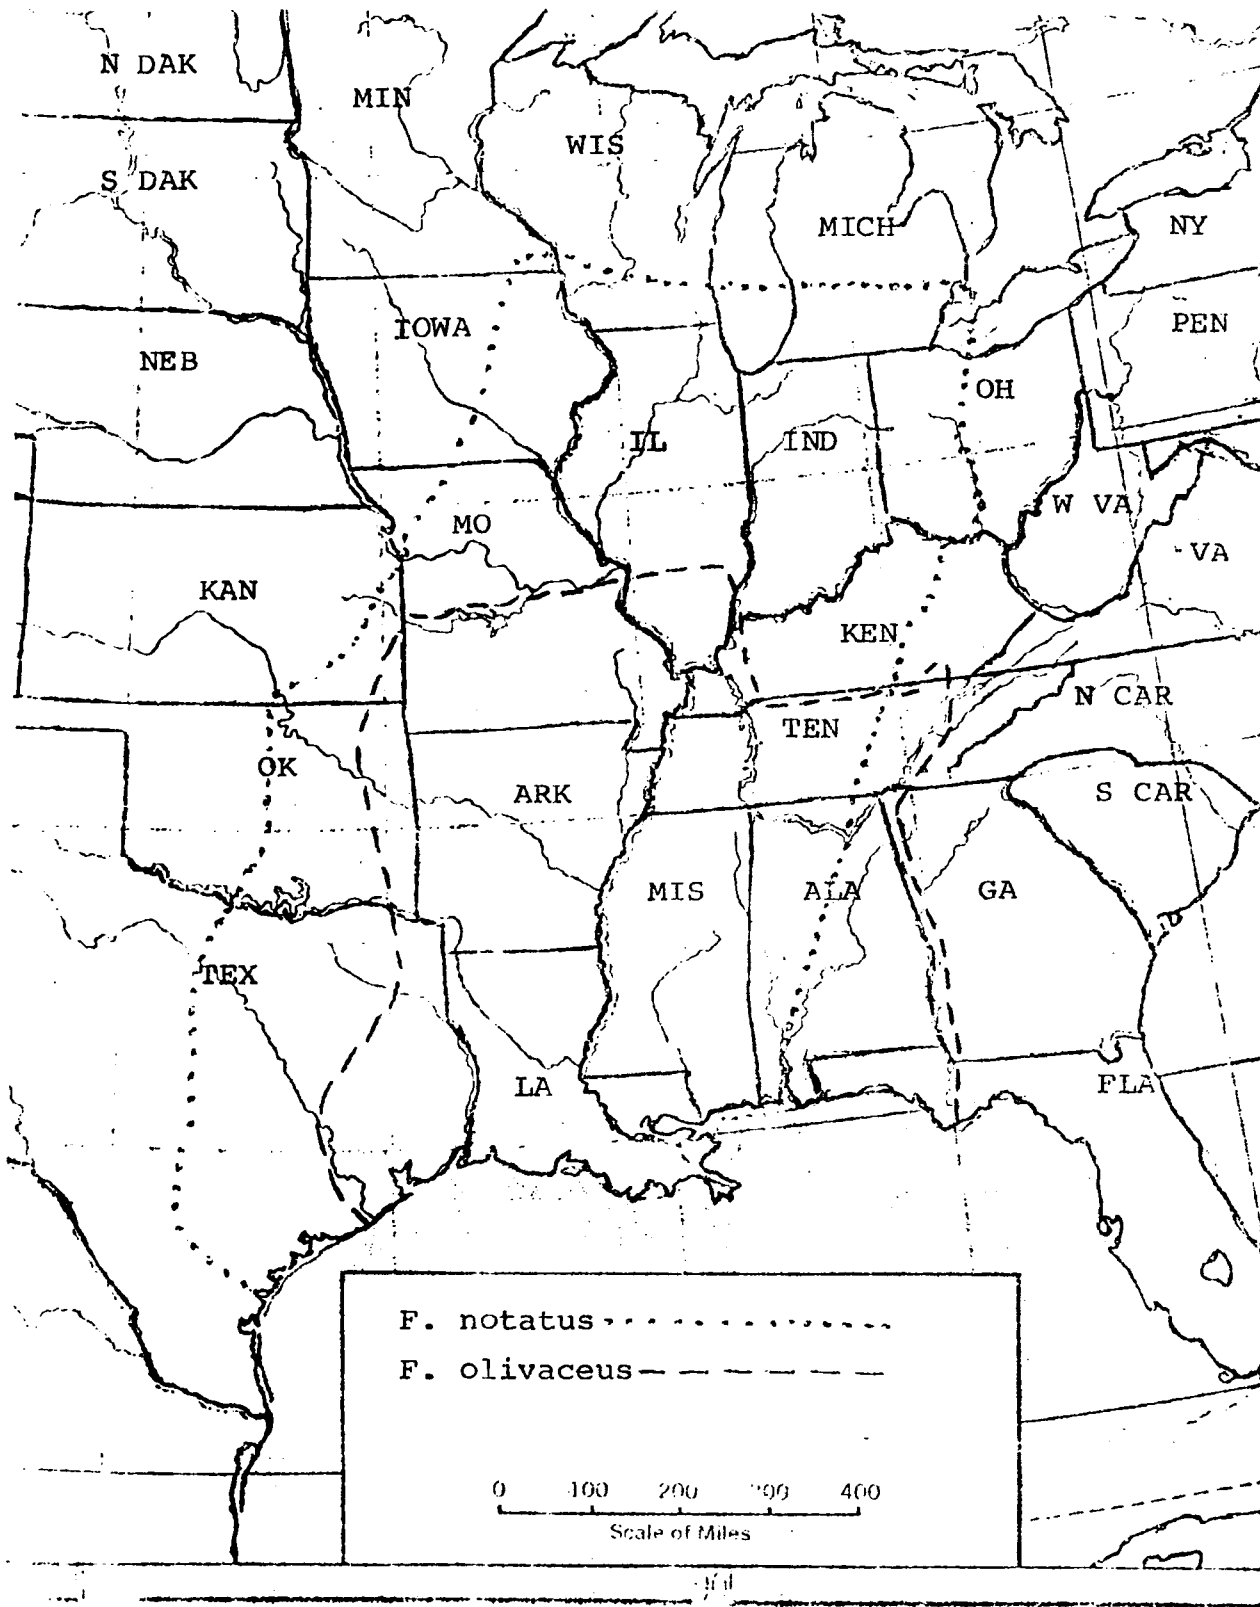 N DAK
MIN
WIS
S DAK
MICH
NY
IOWA
PEN
NEB
OH
IL
IND
MO
W VA
VA
KAN
KEN
N CAR
TEN
OK
ARK
S CAR
MIS
ALA
GA
TEX
LA
FLA
F. notatus
F. olivaceus
0 100 200 300 400
Scale of Miles